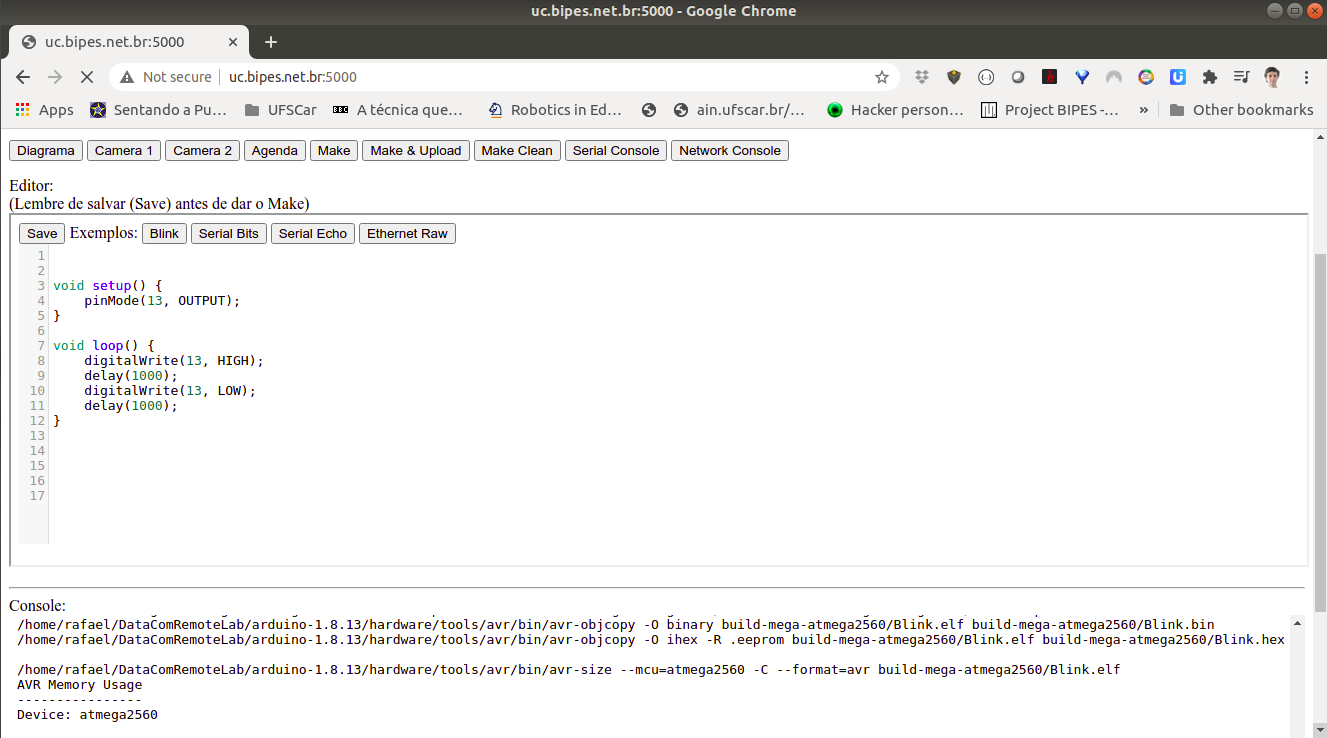 uc.bipes.net.br:5000 - Google Chrome
uc.bipes.net.br:5000
Not secure uc.bipes.net.br:5000
Apps Sentando a Pu... UFSCar BBC A técnica que... Robotics in Ed... ain.ufscar.br/... Hacker person... Project BIPES -... » Other bookmarks
Diagrama Camera 1 Camera 2 Agenda Make Make & Upload Make Clean Serial Console Network Console
Editor:
(Lembre de salvar (Save) antes de dar o Make)
Save Exemplos: Blink Serial Bits Serial Echo Ethernet Raw
1
2
3 void setup() {
4     pinMode(13, OUTPUT);
5 }
6
7 void loop() {
8     digitalWrite(13, HIGH);
9     delay(1000);
10     digitalWrite(13, LOW);
11     delay(1000);
12 }
13
14
15
16
17
Console:
/home/rafael/DataComRemoteLab/arduino-1.8.13/hardware/tools/avr/bin/avr-objcopy -O binary build-mega-atmega2560/Blink.elf build-mega-atmega2560/Blink.bin
/home/rafael/DataComRemoteLab/arduino-1.8.13/hardware/tools/avr/bin/avr-objcopy -O ihex -R .eeprom build-mega-atmega2560/Blink.elf build-mega-atmega2560/Blink.hex
/home/rafael/DataComRemoteLab/arduino-1.8.13/hardware/tools/avr/bin/avr-size --mcu=atmega2560 -C --format=avr build-mega-atmega2560/Blink.elf
AVR Memory Usage
----------------
Device: atmega2560